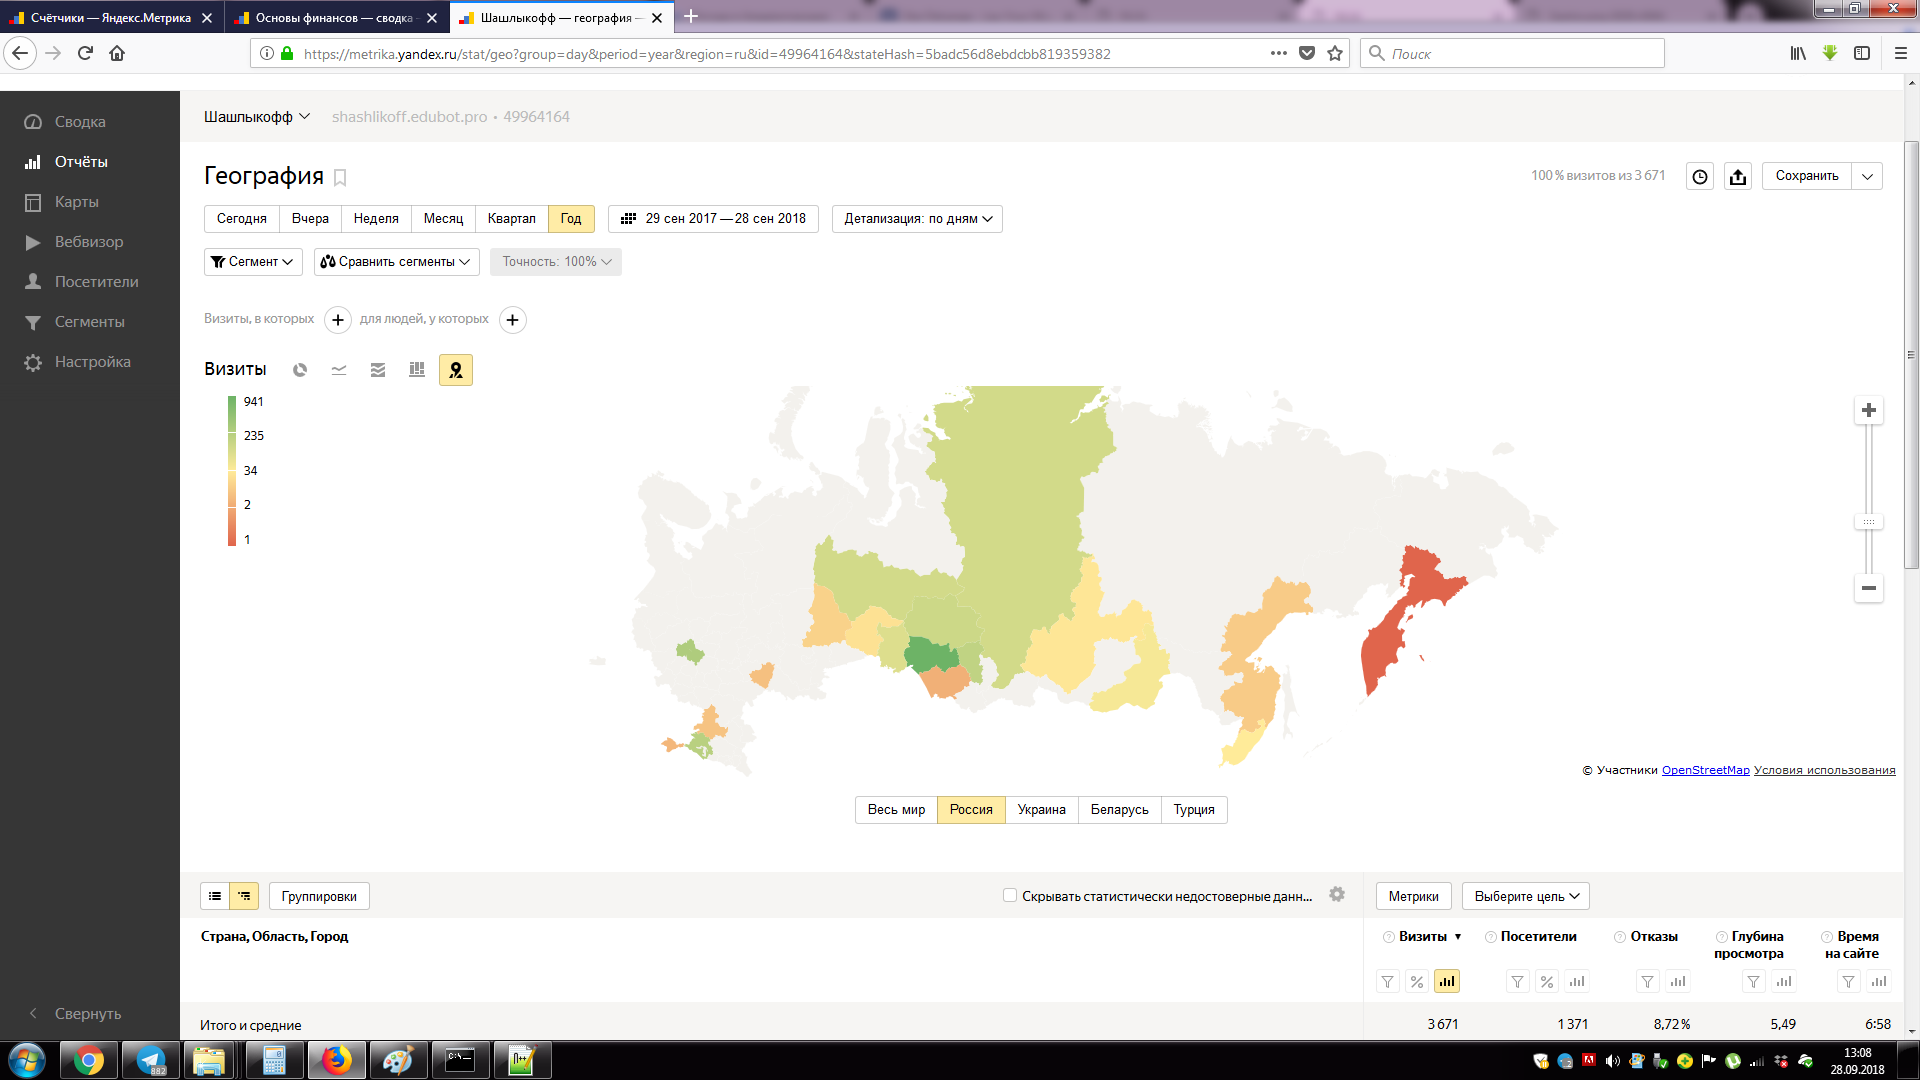 Счётчики — Яндекс.Метрика
Основы финансов — сводка
Шашлыкофф — география —
https://metrika.yandex.ru/stat/geo?group=day&period=year&region=ru&id=49964164&stateHash=5badc56d8ebdcbb819359382
Поиск
Сводка
Отчёты
Карты
Вебвизор
Посетители
Сегменты
Настройка
Свернуть
Шашлыкофф shashlikoff.edubot.pro • 49964164
География
100 % визитов из 3 671
Сохранить
Сегодня Вчера Неделя Месяц Квартал Год 29 сен 2017 — 28 сен 2018 Детализация: по дням
Сегмент Сравнить сегменты Точность: 100%
Визиты, в которых + для людей, у которых +
Визиты
941
235
34
2
1
© Участники OpenStreetMap Условия использования
Весь мир Россия Украина Беларусь Турция
Группировки
Скрывать статистически недостоверные данн...
Метрики Выберите цель
Страна, Область, Город
Визиты ▼ Посетители Отказы Глубина просмотра Время на сайте
% %
Итого и средние 3 671 1 371 8,72 % 5,49 6:58
882
C:\_
13:08
28.09.2018